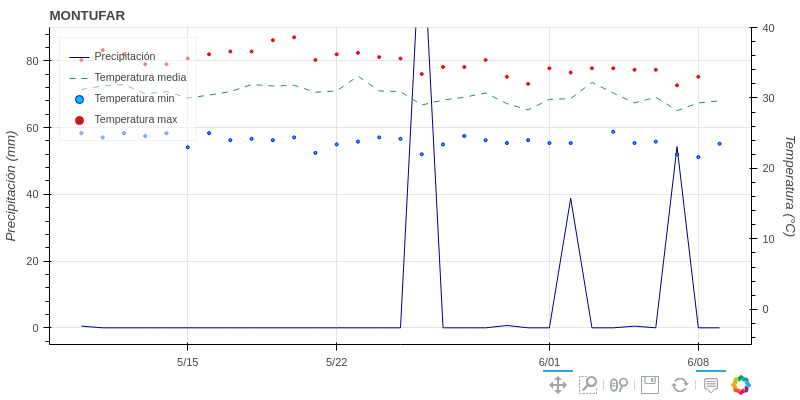 MONTUFAR
Precipitación
Temperatura media
Temperatura min
Temperatura max
Precipitación (mm)
80
60
40
20
0
40
30
20
10
0
Temperatura (°C)
5/15
5/22
6/01
6/08